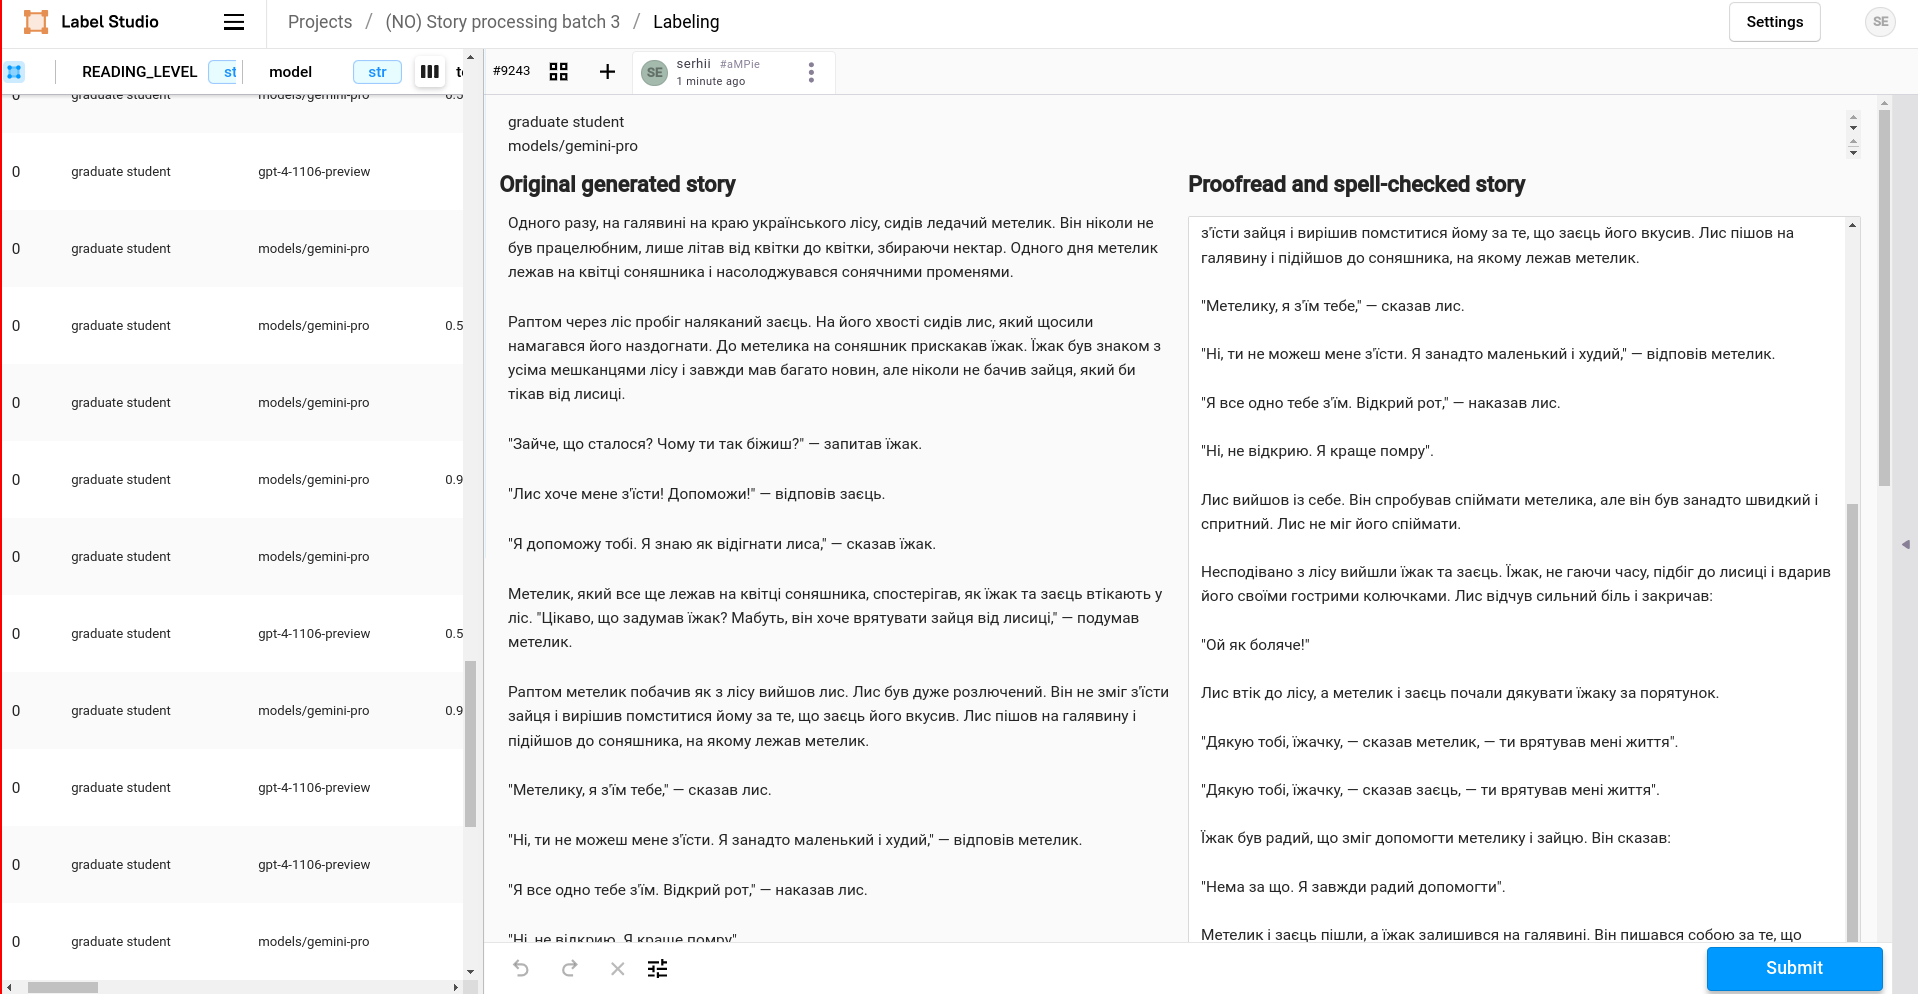 Label Studio
Projects / (NO) Story processing batch 3 / Labeling
Settings
SE
READING_LEVEL
st
model
str
#9243
SE
serhii #aMPie
1 minute ago
0 graduate student models/gemini-pro
0 graduate student gpt-4-1106-preview
0 graduate student models/gemini-pro
0 graduate student models/gemini-pro 0.5
0 graduate student models/gemini-pro
0 graduate student models/gemini-pro 0.9
0 graduate student models/gemini-pro
0 graduate student gpt-4-1106-preview 0.5
0 graduate student models/gemini-pro 0.9
0 graduate student gpt-4-1106-preview
0 graduate student gpt-4-1106-preview
0 graduate student models/gemini-pro
graduate student
models/gemini-pro
Original generated story
Одного разу, на галявині на краю українського лісу, сидів ледачий метелик. Він ніколи не
був працелюбним, лише літав від квітки до квітки, збираючи нектар. Одного дня метелик
лежав на квітці соняшника і насолоджувався сонячними променями.
Раптом через ліс пробіг наляканий заєць. На його хвості сидів лис, який щосили
намагався його наздогнати. До метелика на соняшник прискакав їжак. Їжак був знаком з
усіма мешканцями лісу і завжди мав багато новин, але ніколи не бачив зайця, який би
тікав від лисиці.
"Зайче, що сталося? Чому ти так біжиш?" — запитав їжак.
"Лис хоче мене з'їсти! Допоможи!" — відповів заєць.
"Я допоможу тобі. Я знаю як відігнати лиса," — сказав їжак.
Метелик, який все ще лежав на квітці соняшника, спостерігав, як їжак та заєць втікають у
ліс. "Цікаво, що задумав їжак? Мабуть, він хоче врятувати зайця від лисиці," — подумав
метелик.
Раптом метелик побачив як з лісу вийшов лис. Лис був дуже розлючений. Він не зміг з'їсти
зайця і вирішив помститися йому за те, що заєць його вкусив. Лис пішов на галявину і
підійшов до соняшника, на якому лежав метелик.
"Метелику, я з'їм тебе," — сказав лис.
"Ні, ти не можеш мене з'їсти. Я занадто маленький і худий," — відповів метелик.
"Я все одно тебе з'їм. Відкрий рот," — наказав лис.
"Ні, не відкрию. Я краще помру".
Proofread and spell-checked story
з'їсти зайця і вирішив помститися йому за те, що заєць його вкусив. Лис пішов на
галявину і підійшов до соняшника, на якому лежав метелик.
"Метелику, я з'їм тебе," — сказав лис.
"Ні, ти не можеш мене з'їсти. Я занадто маленький і худий," — відповів метелик.
"Я все одно тебе з'їм. Відкрий рот," — наказав лис.
"Ні, не відкрию. Я краще помру".
Лис вийшов із себе. Він спробував спіймати метелика, але він був занадто швидкий і
спритний. Лис не міг його спіймати.
Несподівано з лісу вийшли їжак та заєць. Їжак, не гаючи часу, підбіг до лисиці і вдарив
його своїми гострими колючками. Лис відчув сильний біль і закричав:
"Ой як боляче!"
Лис втік до лісу, а метелик і заєць почали дякувати їжаку за порятунок.
"Дякую тобі, їжачку, — сказав метелик, — ти врятував мені життя".
"Дякую тобі, їжачку, — сказав заєць, — ти врятував мені життя".
Їжак був радий, що зміг допомогти метелику і зайцю. Він сказав:
"Нема за що. Я завжди радий допомогти".
Метелик і заєць пішли, а їжак залишився на галявині. Він пишався собою за те, що
Submit